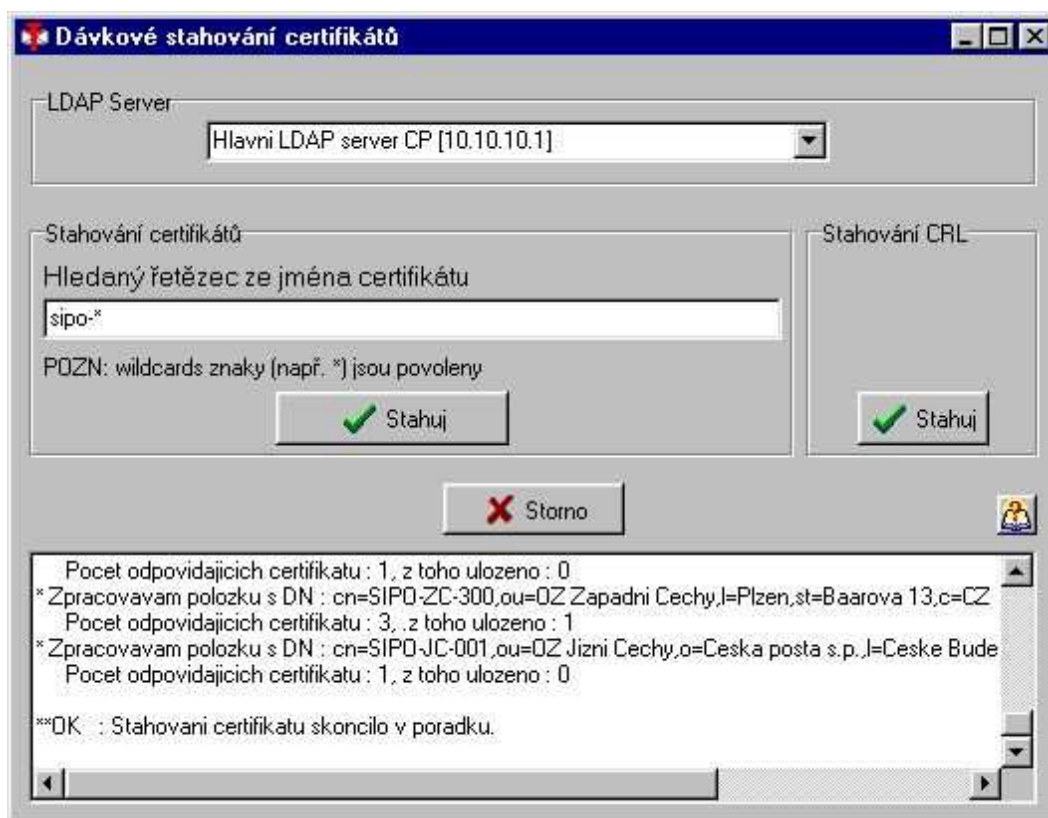 Dávkové stahování certifikátů
LDAP Server
Hlavni LDAP server CP [10.10.10.1]
Stahování certifikátů
Stahování CRL
Hledaný řetězec ze jména certifikátu
sipo-*
POZN: wildcards znaky (např. *) jsou povoleny
Stahuj
Stahuj
Storno
Pocet odpovidajicich certifikatu : 1, z toho ulozeno : 0
* Zpracovavam polozku s DN : cn=SIPO-ZC-300,ou=OZ Zapadni Cechy,l=Plzen,st=Baarova 13,c=CZ
Pocet odpovidajicich certifikatu : 3, .z toho ulozeno : 1
* Zpracovavam polozku s DN : cn=SIPO-JC-001,ou=OZ Jizni Cechy,o=Ceska posta s.p.,l=Ceske Bude
Pocet odpovidajicich certifikatu : 1, z toho ulozeno : 0
**OK : Stahovani certifikatu skoncilo v poradku.